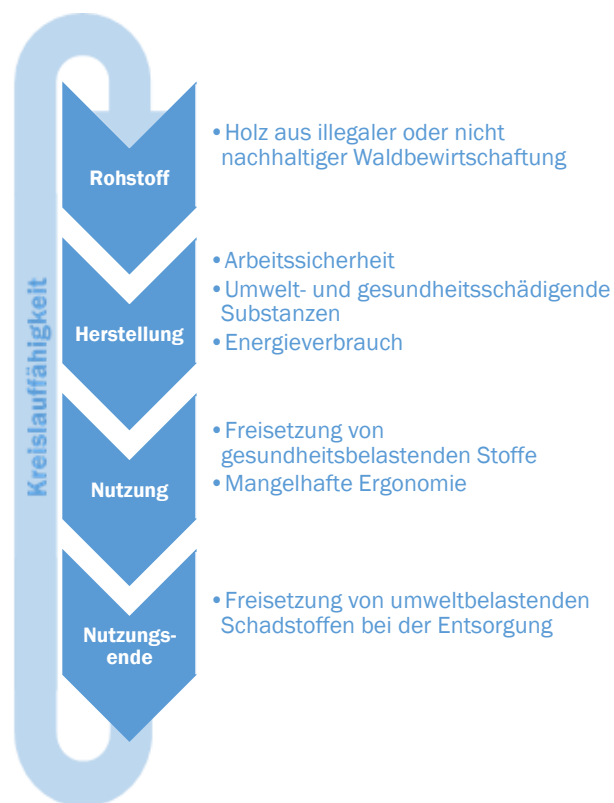 Kreislauffähigkeit
Rohstoff
• Holz aus illegaler oder nicht
nachhaltiger Waldbewirtschaftung
Herstellung
• Arbeitssicherheit
• Umwelt- und gesundheitsschädigende
Substanzen
• Energieverbrauch
Nutzung
• Freisetzung von
gesundheitsbelastenden Stoffe
• Mangelhafte Ergonomie
Nutzungs-
ende
• Freisetzung von umweltbelastenden
Schadstoffen bei der Entsorgung